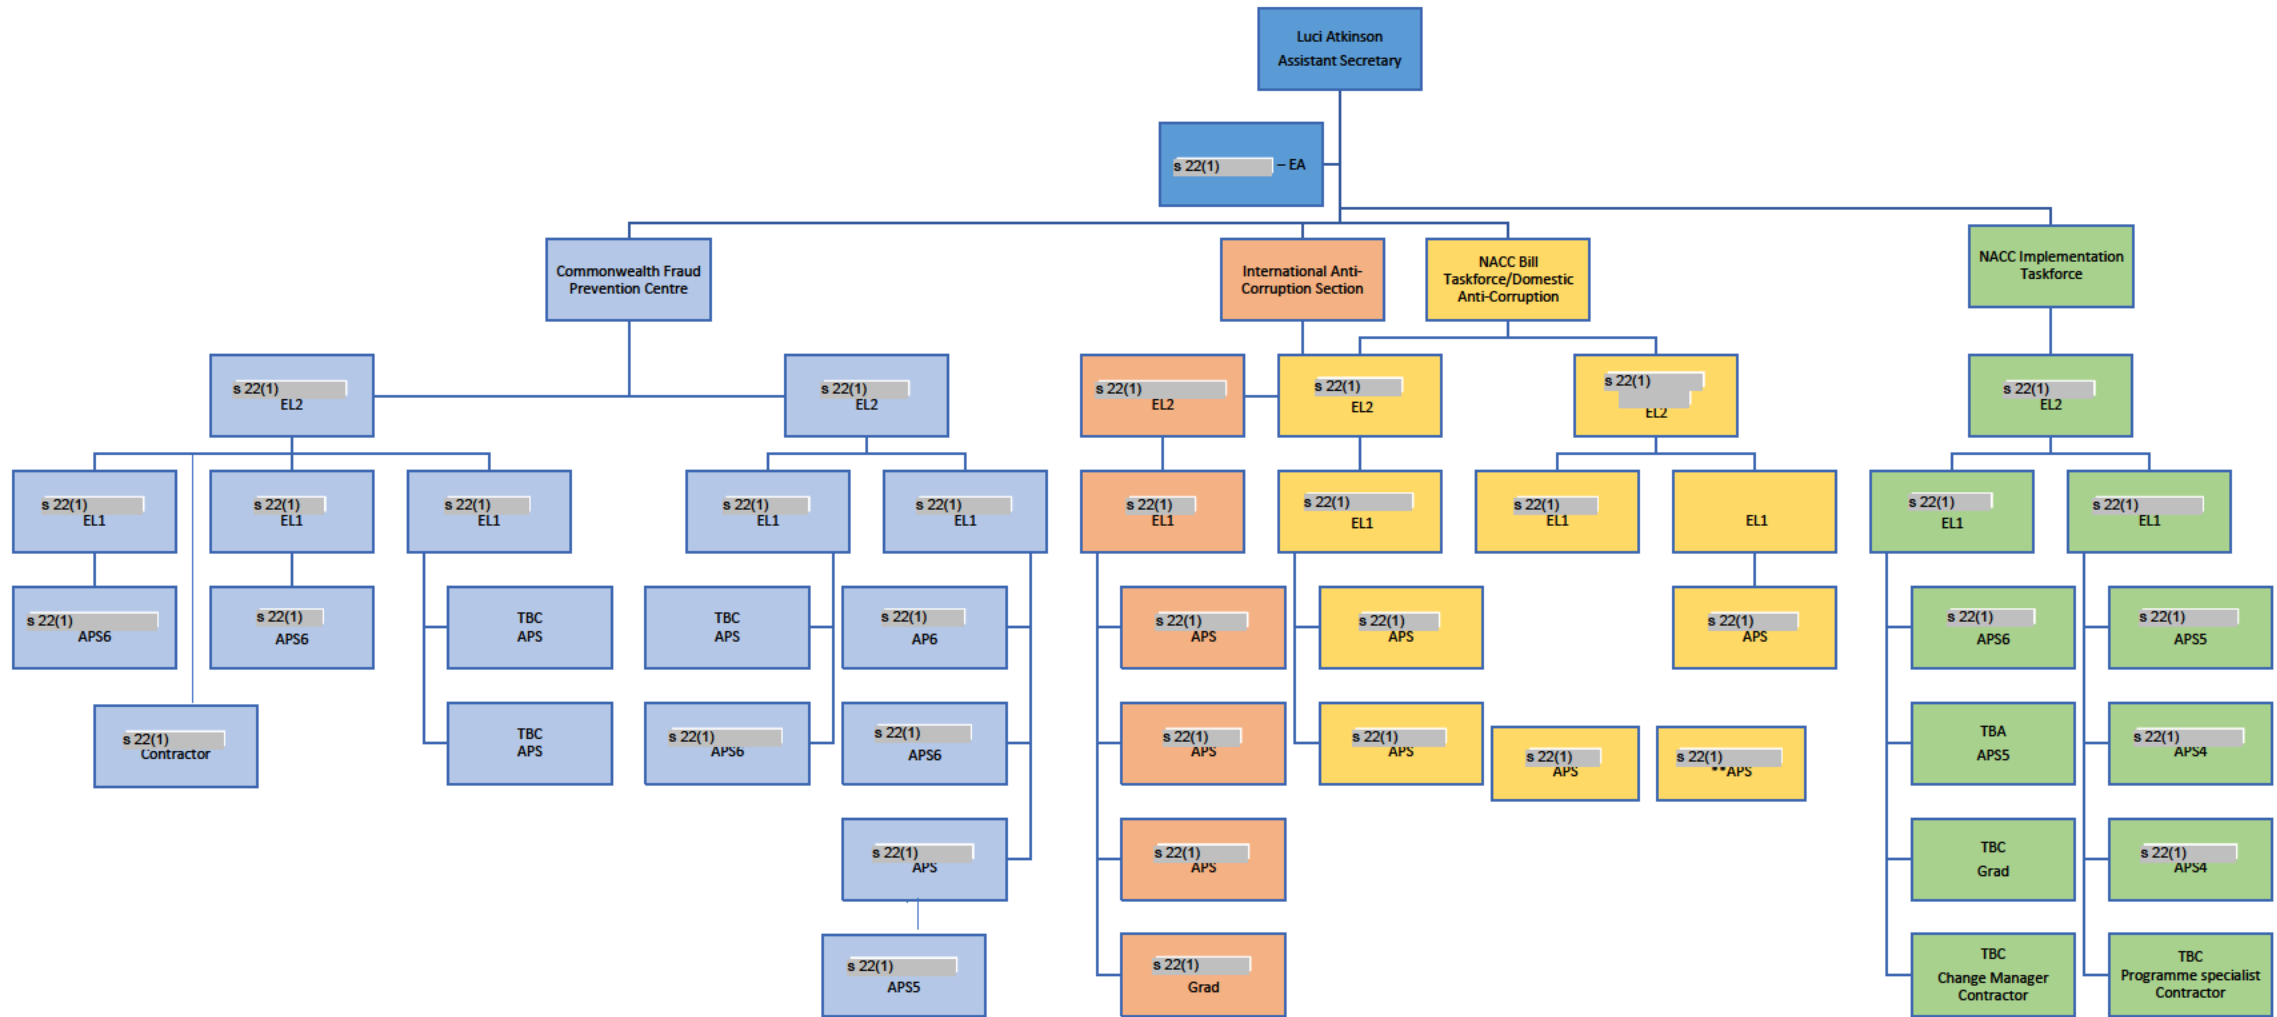 Luci Atkinson
Assistant Secretary
s 22(1) – EA
Commonwealth Fraud
Prevention Centre
International Anti-
Corruption Section
NACC Bill
Taskforce/Domestic
Anti-Corruption
NACC Implementation
Taskforce
s 22(1)
EL2
s 22(1)
EL2
s 22(1)
EL2
s 22(1)
EL2
s 22(1)
EL2
s 22(1)
EL2
s 22(1)
EL1
s 22(1)
EL1
s 22(1)
EL1
s 22(1)
EL1
s 22(1)
EL1
s 22(1)
EL1
s 22(1)
EL1
s 22(1)
EL1
EL1
s 22(1)
EL1
s 22(1)
EL1
s 22(1)
APS6
s 22(1)
APS6
TBC
APS
TBC
APS
s 22(1)
AP6
s 22(1)
APS
s 22(1)
APS
s 22(1)
APS
s 22(1)
APS6
s 22(1)
APS5
s 22(1)
Contractor
TBC
APS
s 22(1)
APS6
s 22(1)
APS6
s 22(1)
APS
s 22(1)
APS
s 22(1)
APS
s 22(1)
**APS
TBA
APS5
s 22(1)
APS4
s 22(1)
APS
s 22(1)
APS
TBC
Grad
s 22(1)
APS4
s 22(1)
APS5
s 22(1)
Grad
TBC
Change Manager
Contractor
TBC
Programme specialist
Contractor